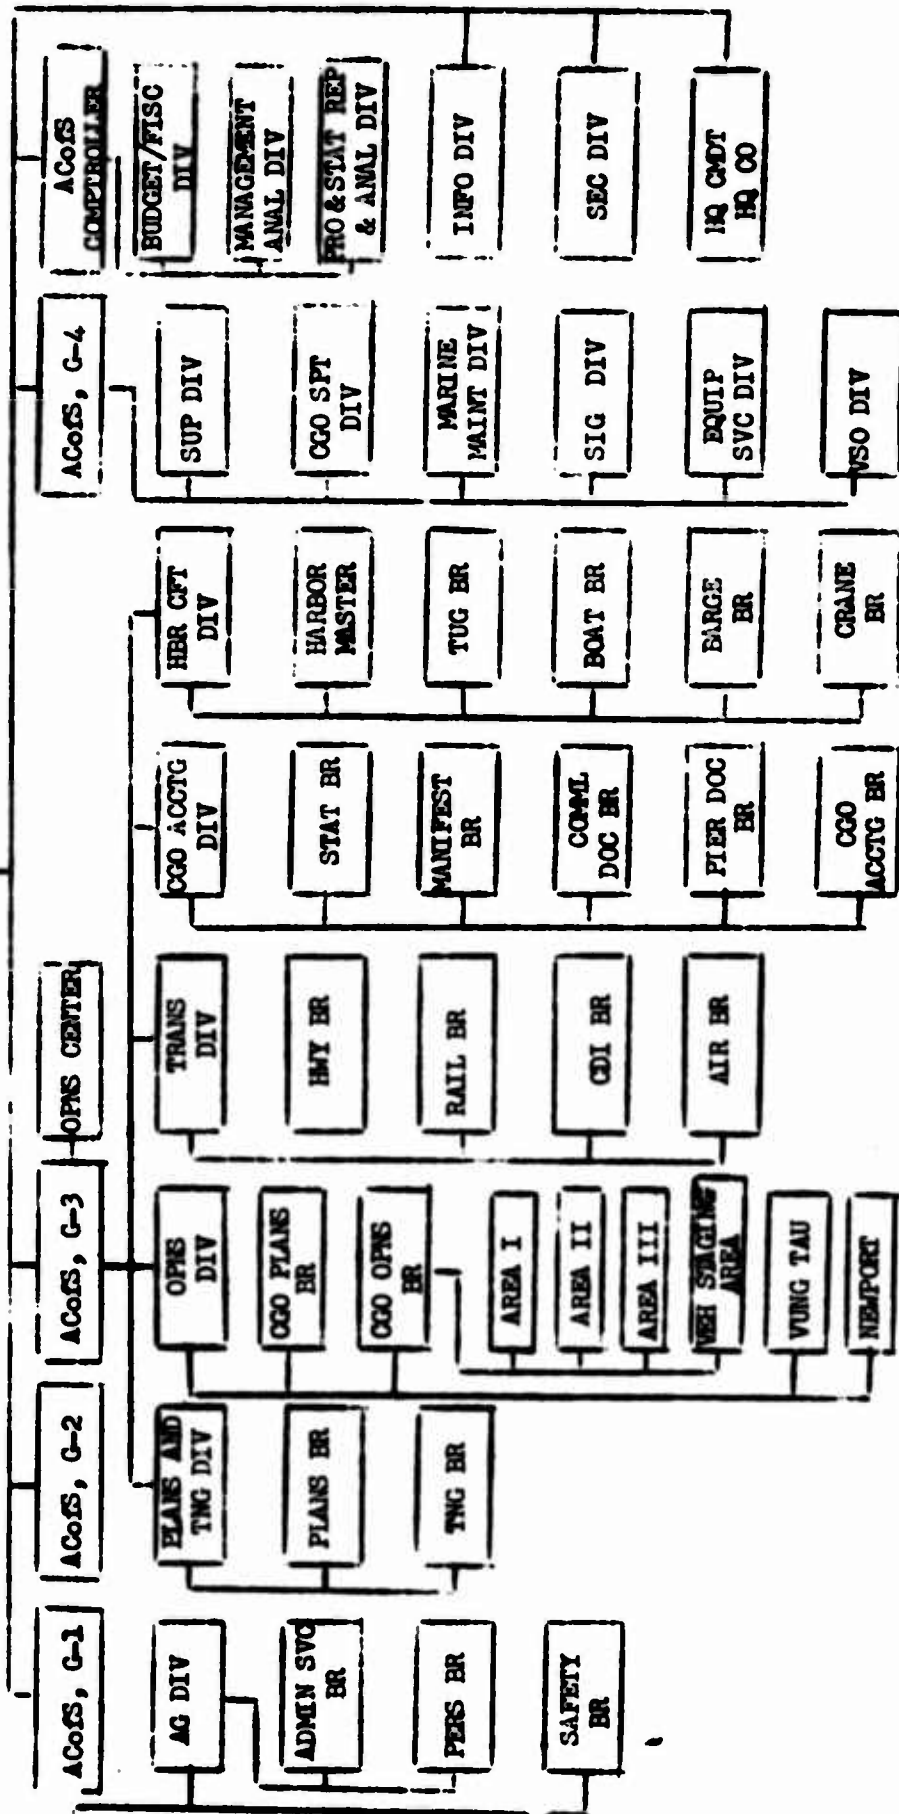 ACofS, G-1
AG DIV
ADMIN SVC
BR
PERS BR
SAFETY
BR
ACofS, G-2
PLANS AND
TNG DIV
PLANS BR
TNG BR
ACofS, G-3
OPNS CENTER
OPNS
DIV
CGO PLANS
BR
CGO OPNS
BR
AREA I
AREA II
AREA III
VEH STAGING
AREA
VUNG TAU
NEWPORT
TRANS
DIV
HWY BR
RAIL BR
CDI BR
AIR BR
CGO ACCTG
DIV
STAT BR
MANIFEST
BR
COMML
DOC BR
PIER DOC
BR
CGO
ACCTG BR
HBR CFT
DIV
HARBOR
MASTER
TUG BR
BOAT BR
BARGE
BR
CRANE
BR
ACofS, G-4
SUP DIV
CGO SPT
DIV
MARINE
MAINT DIV
SIG DIV
EQUIP
SVC DIV
VSO DIV
ACofS
COMPTROLLER
BUDGET/FISC
DIV
MANAGEMENT
ANAL DIV
PRO&STAT REP
& ANAL DIV
INFO DIV
SEC DIV
HQ CMDT
HQ CO